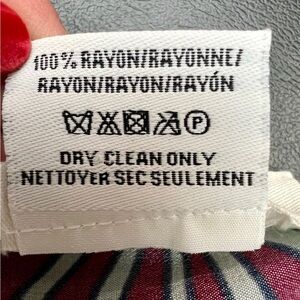 100% RAYON/RAYONNE/
RAYON/RAYON/RAYÓN
P
DRY CLEAN ONLY
NETTOYER SEC SEULEMENT